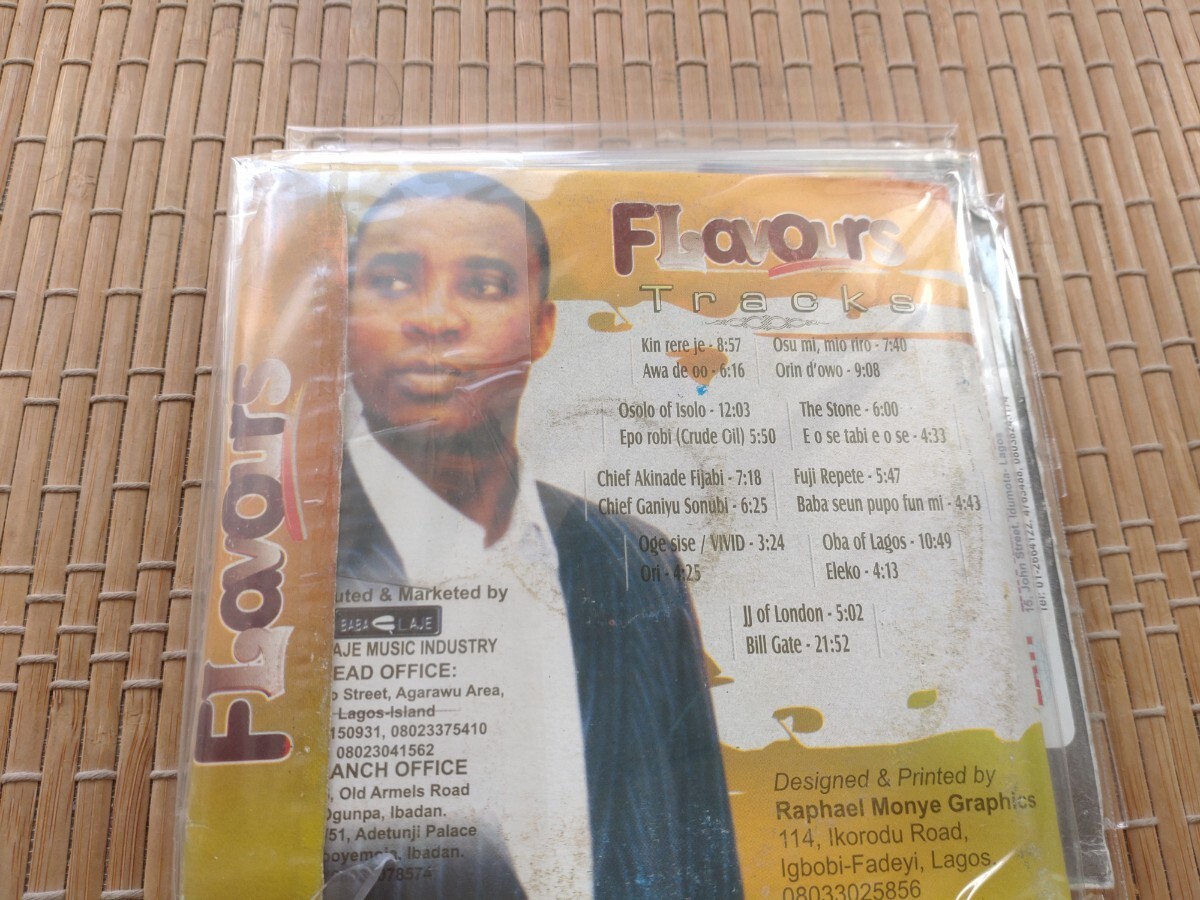 FLavours
FLavours
Tracks
Kin rere je - 8:57
Awa de oo - 6:16
Osu mi, mio riro - 7:40
Orin d'owo - 9:08
Osolo of Isolo - 12:03
Epo robi (Crude Oil) 5:50
The Stone - 6:00
E o se tabi e o se - 4:33
Chief Akinade Fijabi - 7:18
Chief Ganiyu Sonubi - 6:25
Fuji Repete - 5:47
Baba seun pupo fun mi - 4:43
Oge sise / VIVID - 3:24
Ori - 4:25
Oba of Lagos - 10:49
Eleko - 4:13
JJ of London - 5:02
Bill Gate - 21:52
uted & Marketed by
BABA LAJE
AJE MUSIC INDUSTRY
EAD OFFICE:
Street, Agarawu Area,
Lagos-Island
150931, 08023375410
08023041562
ANCH OFFICE
, Old Armels Road
Ogunpa, Ibadan.
/51, Adetunji Palace
Ibadan.
Designed & Printed by
Raphael Monye Graphics
114, Ikorodu Road,
Igbobi-Fadeyi, Lagos.
08033025856
15, John Street, Idumota- Lagos